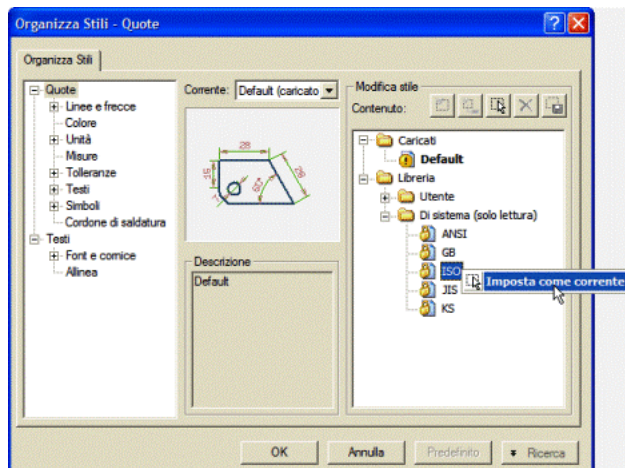 Organizza Stili - Quote
Organizza Stili
Quote
Linee e frecce
Colore
Unità
Misure
Tolleranze
Testi
Simboli
Cordone di saldatura
Testi
Font e cornice
Allinea
Corrente: Default (caricato
28
15
26
60°
Descrizione
Default
Modifica stile
Contenuto:
Caricati
Default
Libreria
Utente
Di sistema (solo lettura)
ANSI
GB
ISO
Imposta come corrente
JIS
KS
OK
Annulla
Predefinito
Ricerca